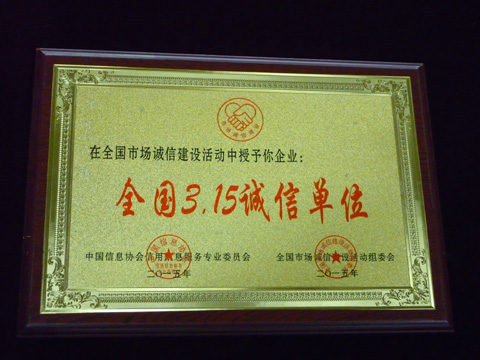 在全国市场诚信建设活动中授予你企业：
全国3.15诚信单位
中国信息协会信用信息服务专业委员会
二〇一五年
全国市场诚信建设活动组委会
二〇一五年